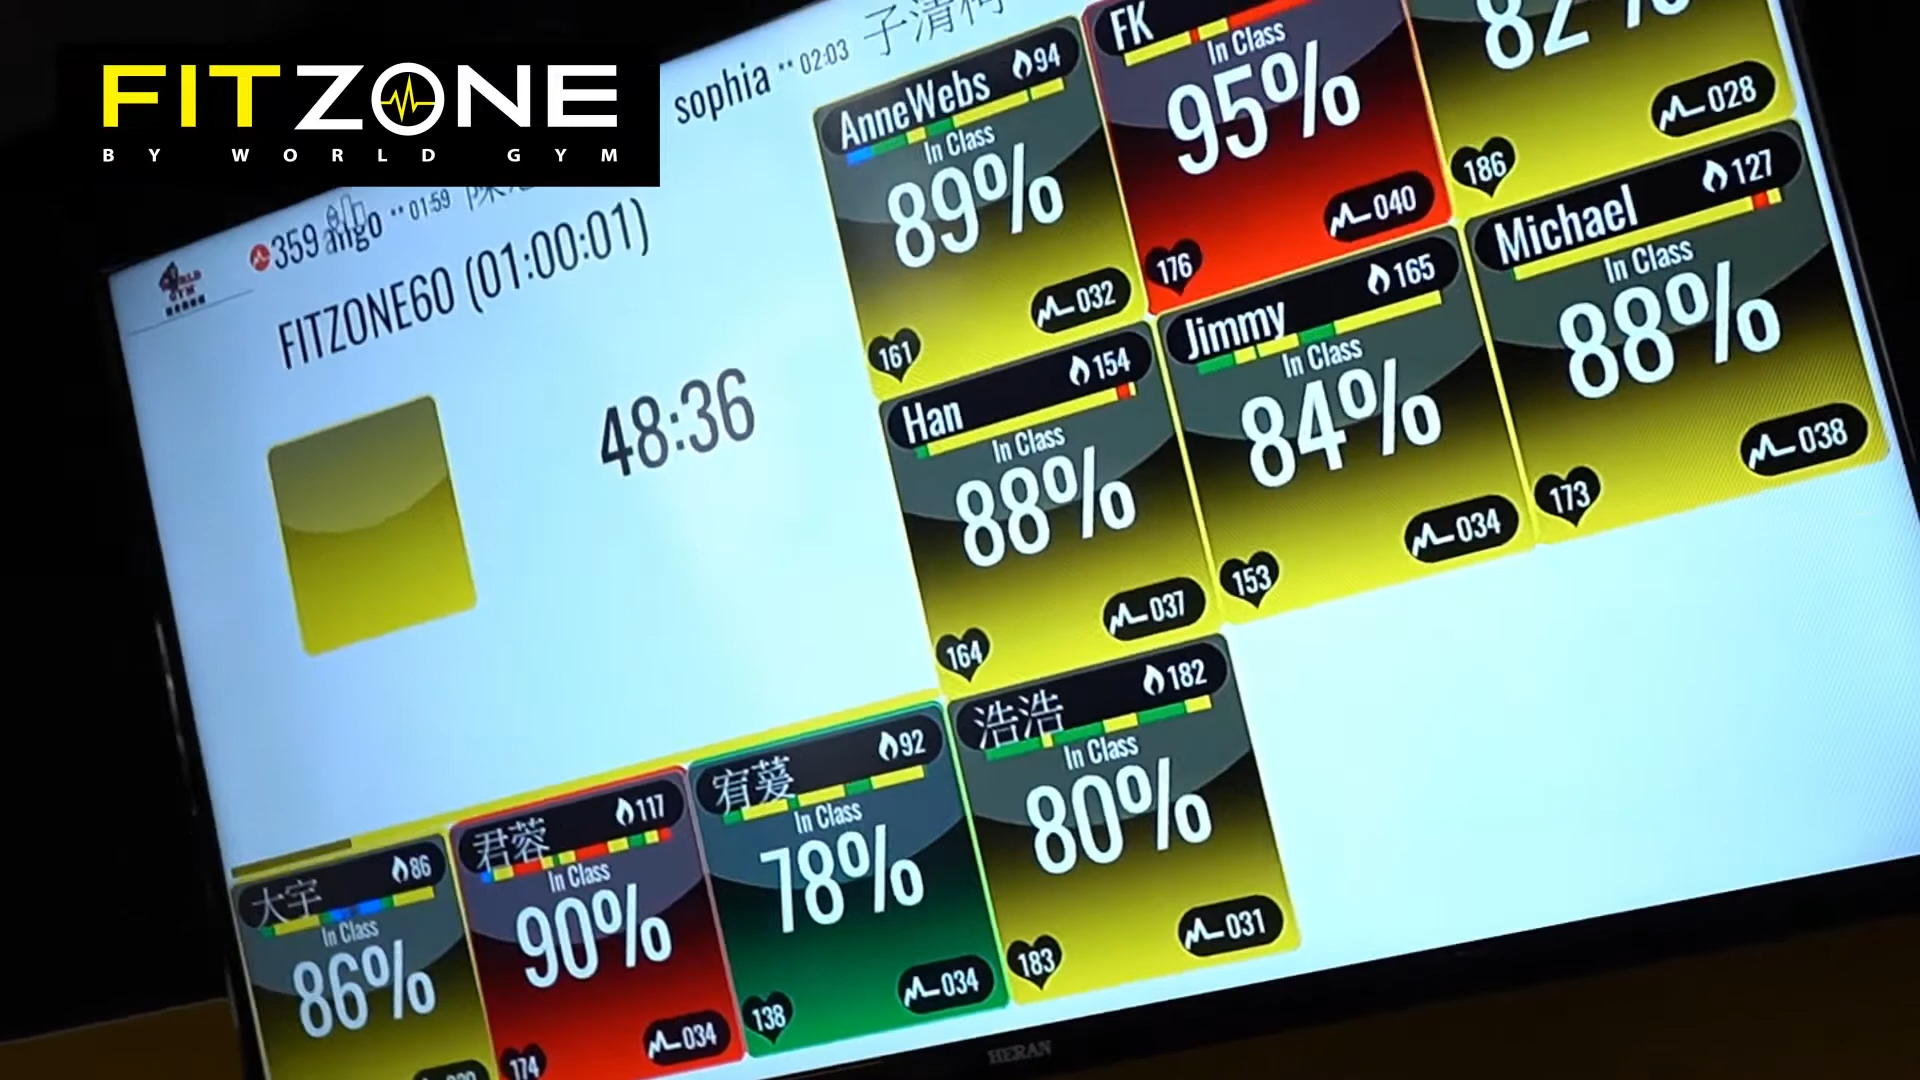 FITZONE
BY WORLD GYM
sophia ** 02:03
359 ango ** 01:59
WORLD GYM
FITZONE60 (01:00:01)
48:36
AnneWebs 94
In Class
89%
161 032
FK
In Class
95%
176 040
82%
186 028
Han 154
In Class
88%
164 037
Jimmy 165
In Class
84%
153 034
Michael 127
In Class
88%
173 038
大宇 86
In Class
86%
君蓉 117
In Class
90%
174 034
92
In Class
78%
138 034
浩浩 182
In Class
80%
183 031
HERAN